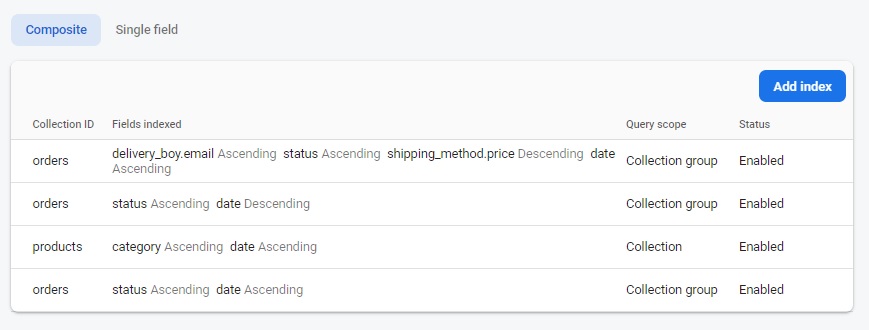 Composite Single field
Add index
Collection ID Fields indexed Query scope Status
orders delivery_boy.email Ascending status Ascending shipping_method.price Descending date Ascending Collection group Enabled
orders status Ascending date Descending Collection group Enabled
products category Ascending date Ascending Collection Enabled
orders status Ascending date Ascending Collection group Enabled